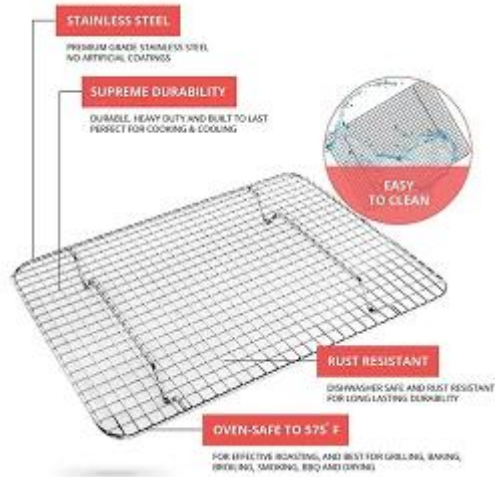 STAINLESS STEEL
PREMIUM GRADE STAINLESS STEEL
NO ARTIFICIAL COATINGS
SUPREME DURABILITY
DURABLE, HEAVY DUTY AND BUILT TO LAST
PERFECT FOR COOKING & COOLING
EASY
TO CLEAN
RUST RESISTANT
DISHWASHER SAFE AND RUST RESISTANT
FOR LONG LASTING DURABILITY
OVEN-SAFE TO 575° F
FOR EFFECTIVE ROASTING, AND BEST FOR GRILLING, BAKING,
BROILING, SMOKING, BBQ AND DRYING